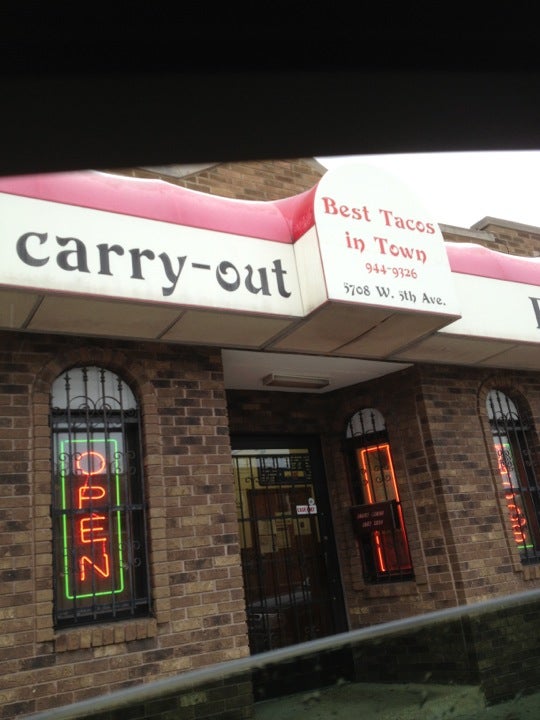 carry-out
Best Tacos
in Town
944-9326
5708 W. 5th Ave.
OPEN